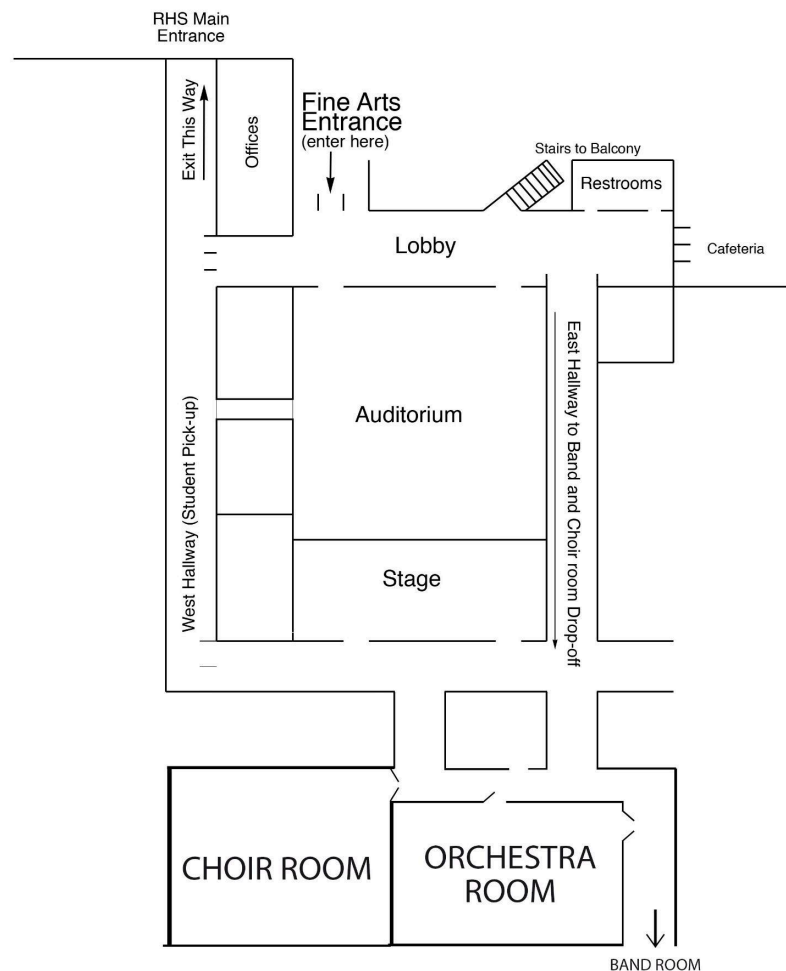 RHS Main
Entrance
Exit This Way
Offices
Fine Arts
Entrance
(enter here)
Stairs to Balcony
Restrooms
Lobby
Cafeteria
West Hallway (Student Pick-up)
Auditorium
East Hallway to Band and Choir room Drop-off
Stage
CHOIR ROOM
ORCHESTRA
ROOM
BAND ROOM